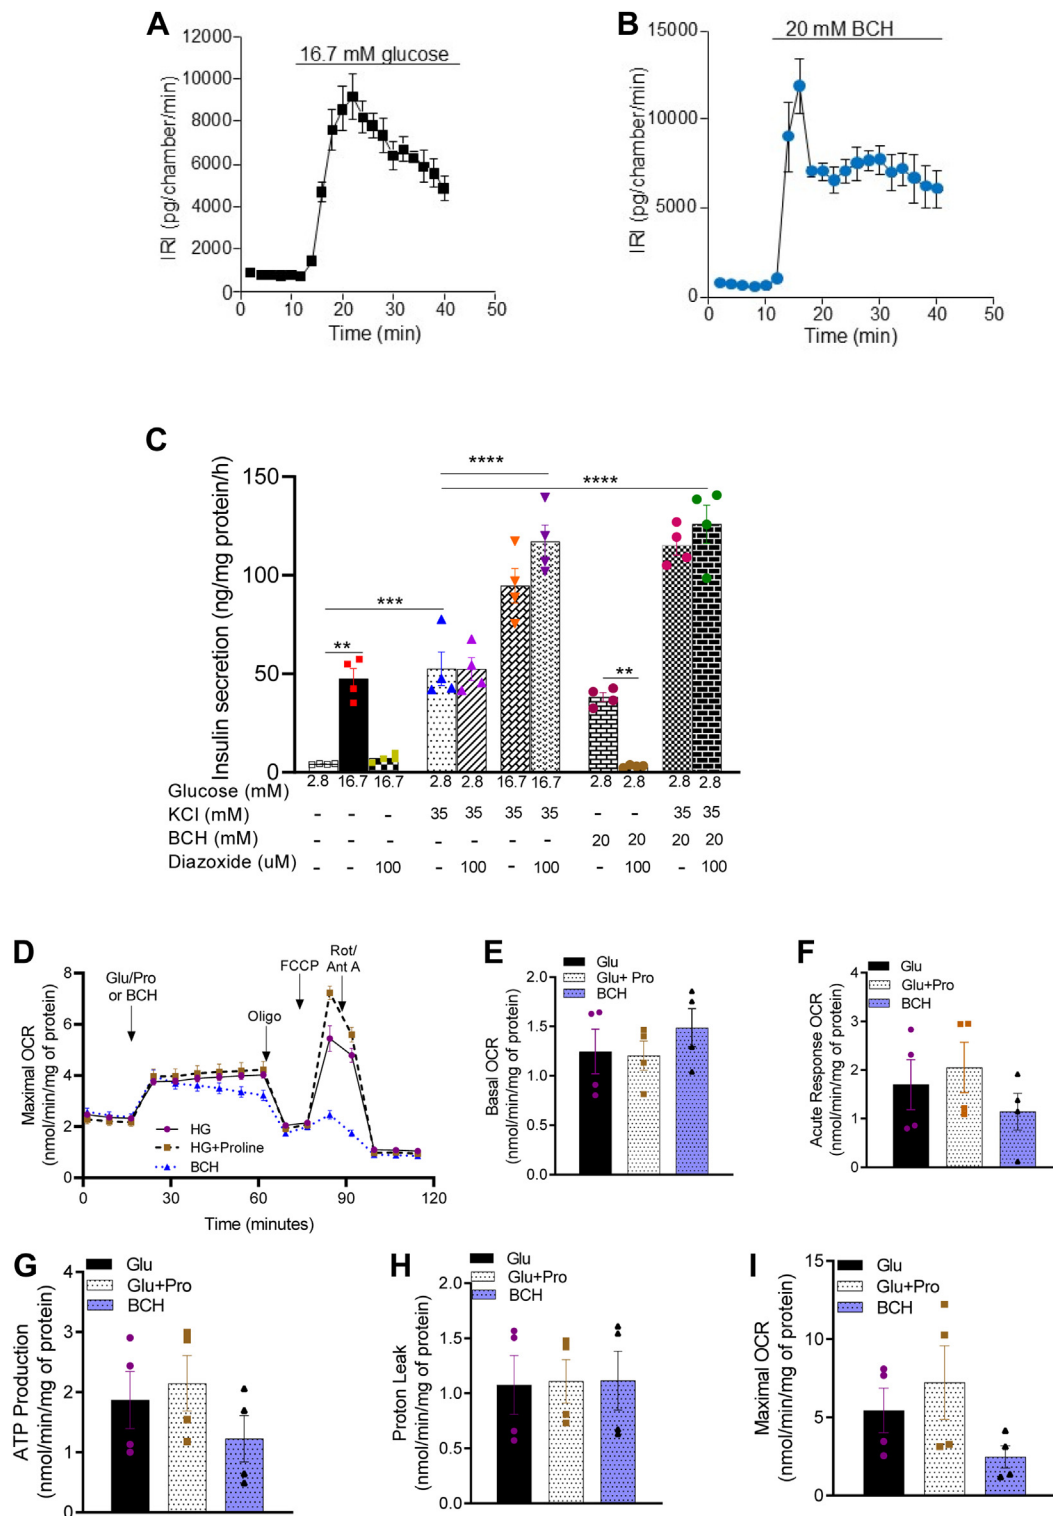 A
16.7 mM glucose
IRI (pg/chamber/min)
12000
10000
8000
6000
4000
2000
0
0 10 20 30 40 50
Time (min)
B
20 mM BCH
IRI (pg/chamber/min)
15000
10000
5000
0
0 10 20 30 40 50
Time (min)
C
Insulin secretion (ng/mg protein/h)
150
100
50
0
**
***
****
****
**
Glucose (mM) 2.8 16.7 16.7 2.8 2.8 16.7 16.7 2.8 2.8 2.8 2.8
KCl (mM) - - - 35 35 35 35 - - 35 35
BCH (mM) - - - - - - - 20 20 20 20
Diazoxide (uM) - - 100 - 100 - 100 - 100 - 100
D
Maximal OCR
(nmol/min/mg of protein)
8
6
4
2
0
Glu/Pro
or BCH
Oligo
FCCP
Rot/
Ant A
HG
HG+Proline
BCH
0 30 60 90 120
Time (minutes)
E
Glu
Glu+ Pro
BCH
Basal OCR
(nmol/min/mg of protein)
2.0
1.5
1.0
0.5
0.0
F
Glu
Glu+Pro
BCH
Acute Response OCR
(nmol/min/mg of protein)
4
3
2
1
0
G
Glu
Glu+Pro
BCH
ATP Production
(nmol/min/mg of protein)
4
3
2
1
0
H
Glu
Glu+Pro
BCH
Proton Leak
(nmol/min/mg of protein)
2.0
1.5
1.0
0.5
0.0
I
Glu
Glu+Pro
BCH
Maximal OCR
(nmol/min/mg of protein)
15
10
5
0